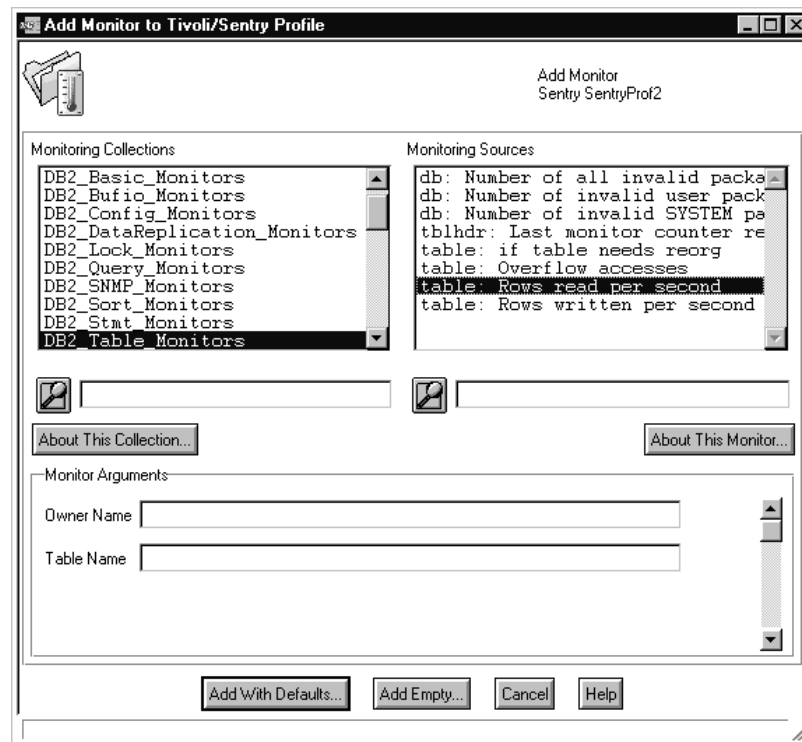 Add Monitor to Tivoli/Sentry Profile
Add Monitor
Sentry SentryProf2
Monitoring Collections
DB2_Basic_Monitors
DB2_Bufio_Monitors
DB2_Config_Monitors
DB2_DataReplication_Monitors
DB2_Lock_Monitors
DB2_Query_Monitors
DB2_SNMP_Monitors
DB2_Sort_Monitors
DB2_Stmt_Monitors
DB2_Table_Monitors
Monitoring Sources
db: Number of all invalid packa
db: Number of invalid user pack
db: Number of invalid SYSTEM pa
tblhdr: Last monitor counter re
table: if table needs reorg
table: Overflow accesses
table: Rows read per second
table: Rows written per second
About This Collection...
About This Monitor...
Monitor Arguments
Owner Name
Table Name
Add With Defaults...
Add Empty...
Cancel
Help